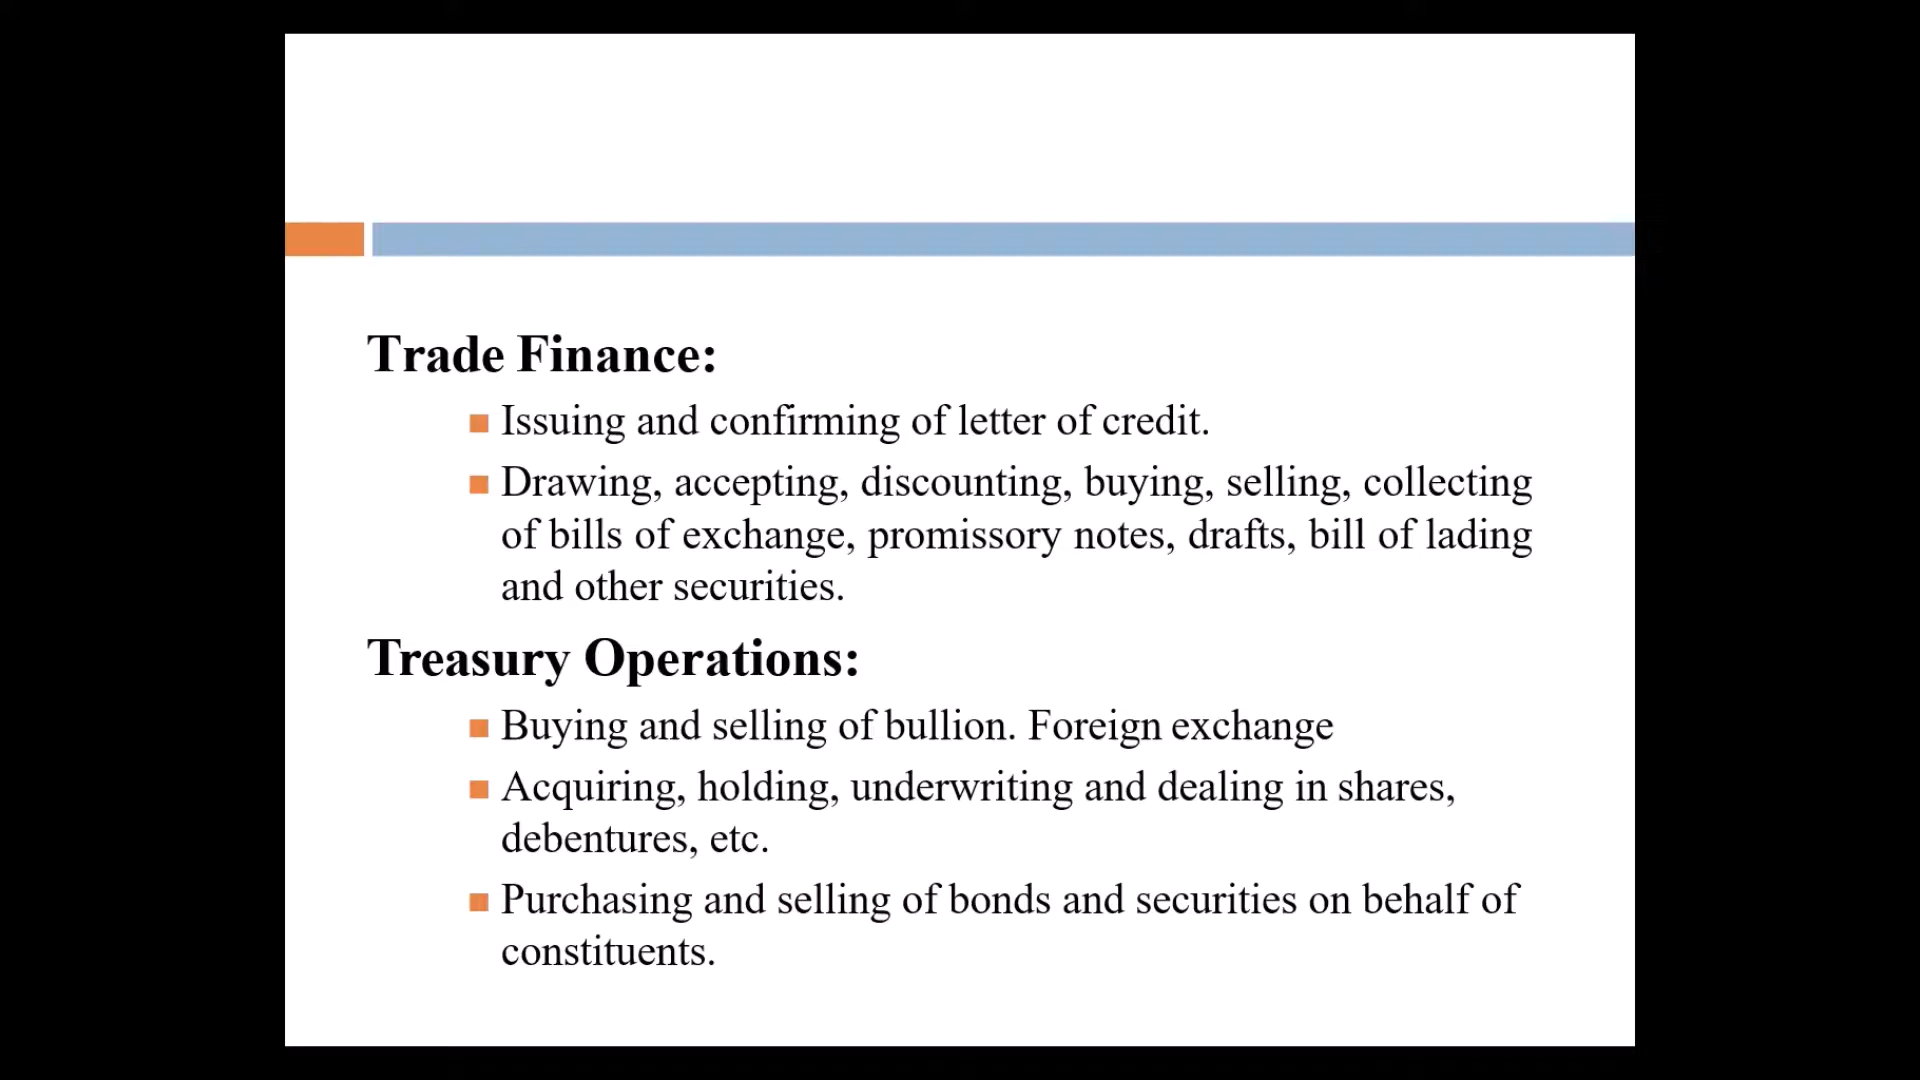 Trade Finance:
Issuing and confirming of letter of credit.
Drawing, accepting, discounting, buying, selling, collecting
of bills of exchange, promissory notes, drafts, bill of lading
and other securities.
Treasury Operations:
Buying and selling of bullion. Foreign exchange
Acquiring, holding, underwriting and dealing in shares,
debentures, etc.
Purchasing and selling of bonds and securities on behalf of
constituents.